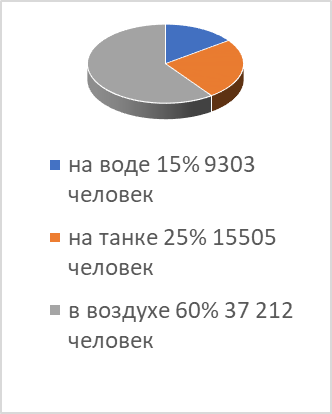 на воде 15% 9303
человек
на танке 25% 15505
человек
в воздухе 60% 37 212
человек